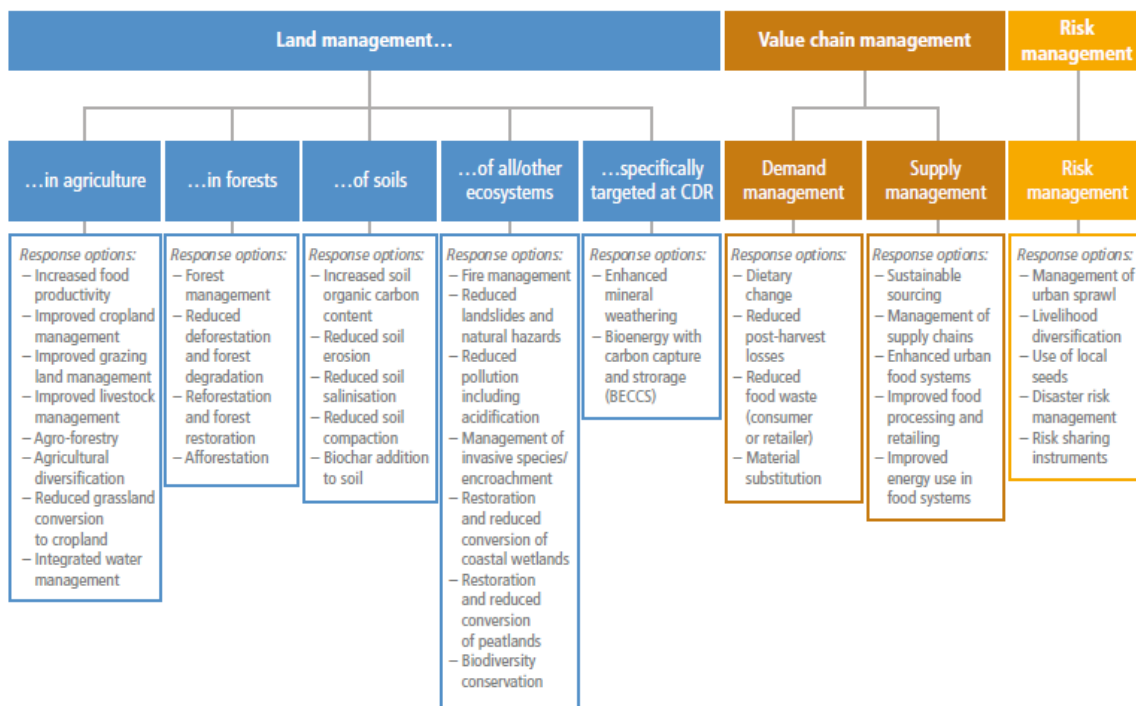 Land management…
Value chain management
Risk
management
…in agriculture
…in forests
…of soils
…of all/other
ecosystems
…specifically
targeted at CDR
Demand
management
Supply
management
Risk
management
Response options:
– Increased food
productivity
– Improved cropland
management
– Improved grazing
land management
– Improved livestock
management
– Agro-forestry
– Agricultural
diversification
– Reduced grassland
conversion
to cropland
– Integrated water
management
Response options:
– Forest
management
– Reduced
deforestation
and forest
degradation
– Reforestation
and forest
restoration
– Afforestation
Response options:
– Increased soil
organic carbon
content
– Reduced soil
erosion
– Reduced soil
salinisation
– Reduced soil
compaction
– Biochar addition
to soil
Response options:
– Fire management
– Reduced
landslides and
natural hazards
– Reduced
pollution
including
acidification
– Management of
invasive species/
encroachment
– Restoration
and reduced
conversion of
coastal wetlands
– Restoration
and reduced
conversion
of peatlands
– Biodiversity
conservation
Response options:
– Enhanced
mineral
weathering
– Bioenergy with
carbon capture
and strorage
(BECCS)
Response options:
– Dietary
change
– Reduced
post-harvest
losses
– Reduced
food waste
(consumer
or retailer)
– Material
substitution
Response options:
– Sustainable
sourcing
– Management of
supply chains
– Enhanced urban
food systems
– Improved food
processing and
retailing
– Improved
energy use in
food systems
Response options:
– Management of
urban sprawl
– Livelihood
diversification
– Use of local
seeds
– Disaster risk
management
– Risk sharing
instruments